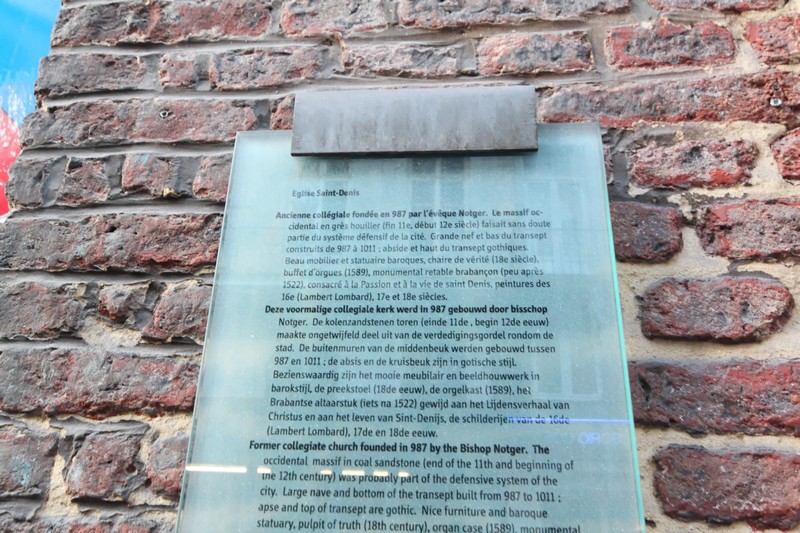 Eglise Saint-Denis
Ancienne collégiale fondée en 987 par l'évêque Notger. Le massif oc-
cidental en grès houiller (fin 11e, début 12e siècle) faisait sans doute
partie du système défensif de la cité. Grande nef et bas du transept
construits de 987 à 1011 ; abside et haut du transept gothiques.
Beau mobilier et statuaire baroques, chaire de vérité (18e siècle),
buffet d'orgues (1589), monumental retable brabançon (peu après
1522), consacré à la Passion et à la vie de saint Denis, peintures des
16e (Lambert Lombard), 17e et 18e siècles.
Deze voormalige collegiale kerk werd in 987 gebouwd door bisschop
Notger. De kolenzandstenen toren (einde 11de , begin 12de eeuw)
maakte ongetwijfeld deel uit van de verdedigingsgordel rondom de
stad. De buitenmuren van de middenbeuk werden gebouwd tussen
987 en 1011 ; de absis en de kruisbeuk zijn in gotische stijl.
Bezienswaardig zijn het mooie meubilair en beeldhouwwerk in
barokstijl, de preekstoel (18de eeuw), de orgelkast (1589), het
Brabantse altaarstuk (iets na 1522) gewijd aan het Lijdensverhaal van
Christus en aan het leven van Sint-Denijs, de schilderijen van de 16de
(Lambert Lombard), 17de en 18de eeuw.
Former collegiate church founded in 987 by the Bishop Notger. The
occidental massif in coal sandstone (end of the 11th and beginning of
the 12th century) was probably part of the defensive system of the
city. Large nave and bottom of the transept built from 987 to 1011 ;
apse and top of transept are gothic. Nice furniture and baroque
statuary, pulpit of truth (18th century), organ case (1589), monumental